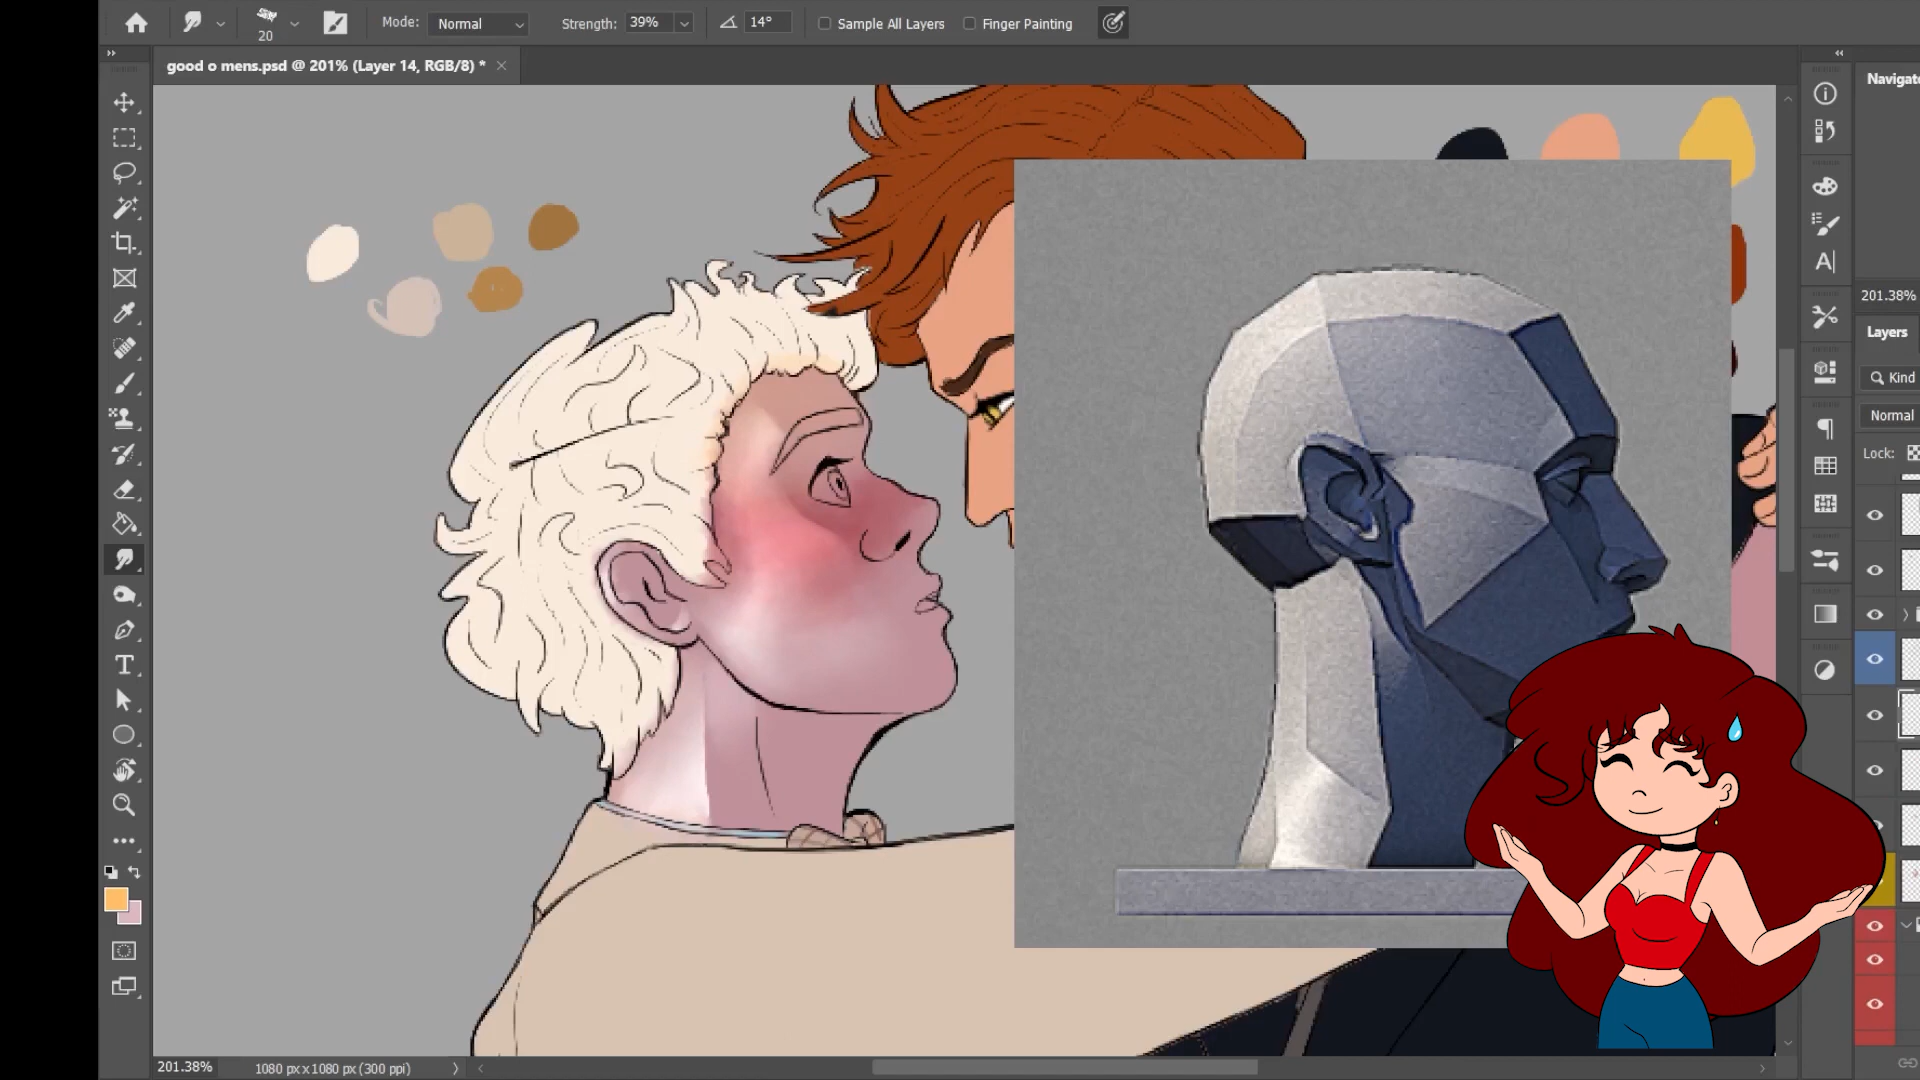 20
Mode: Normal
Strength: 39%
14°
Sample All Layers
Finger Painting
good o mens.psd @ 201% (Layer 14, RGB/8) *
Navigato
201.38%
Layers
Kind
Normal
Lock:
201.38%
1080 px x 1080 px (300 ppi)